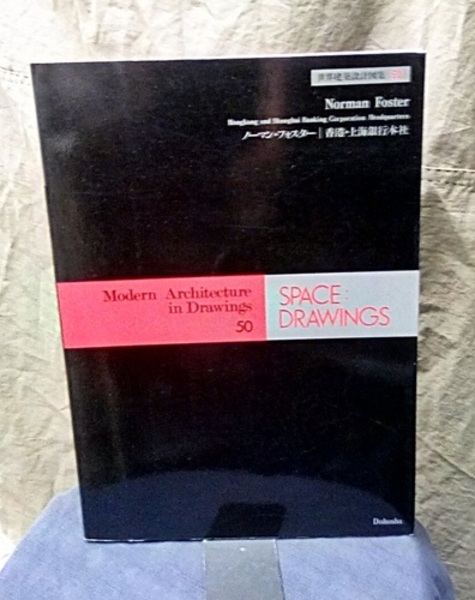 世界建築設計図集 50
Norman Foster
Hongkong and Shanghai Banking Corporation Headquarters
ノーマン・フォスター｜香港・上海銀行本社
Modern Architecture
in Drawings
50
SPACE:
DRAWINGS
Dohosha